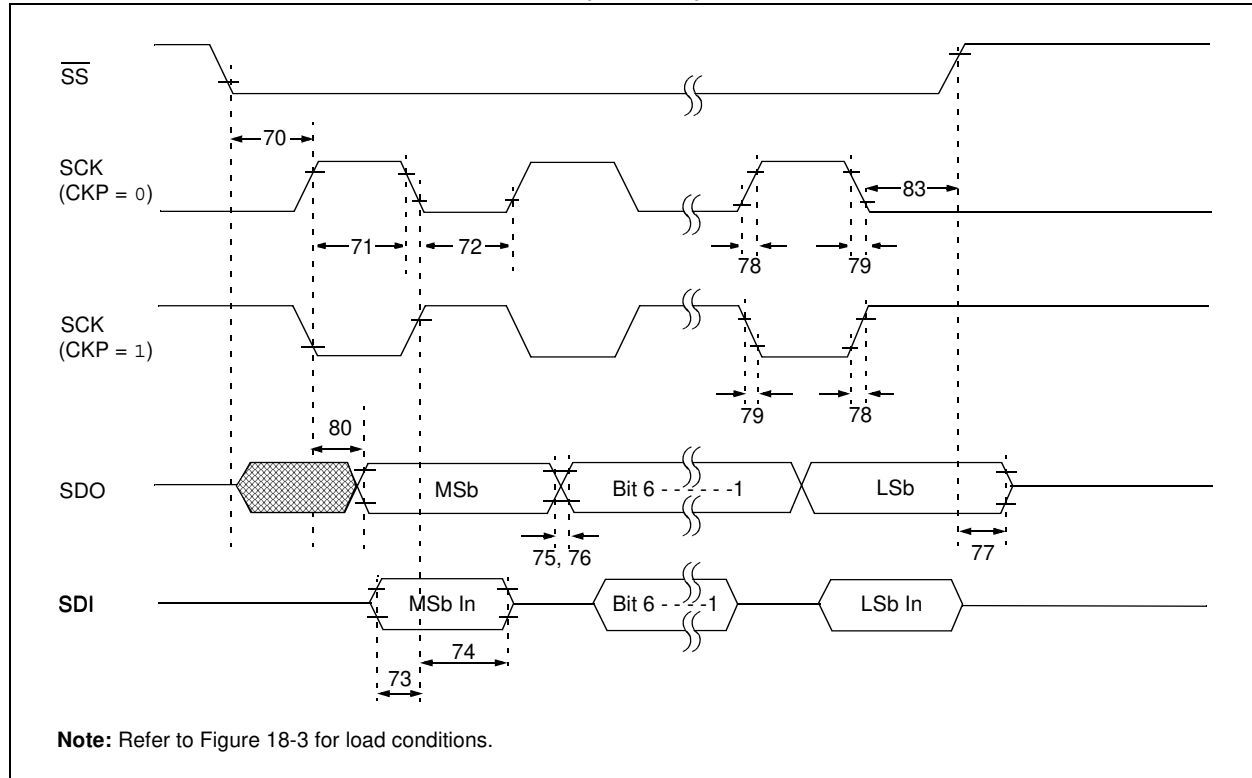 SS
70
SCK
(CKP = 0)
83
71
72
78
79
SCK
(CKP = 1)
79
78
80
SDO
MSb
Bit 6 - - - - - -1
LSb
75, 76
77
SDI
MSb In
Bit 6 - - - - -1
LSb In
74
73
Note: Refer to Figure 18-3 for load conditions.